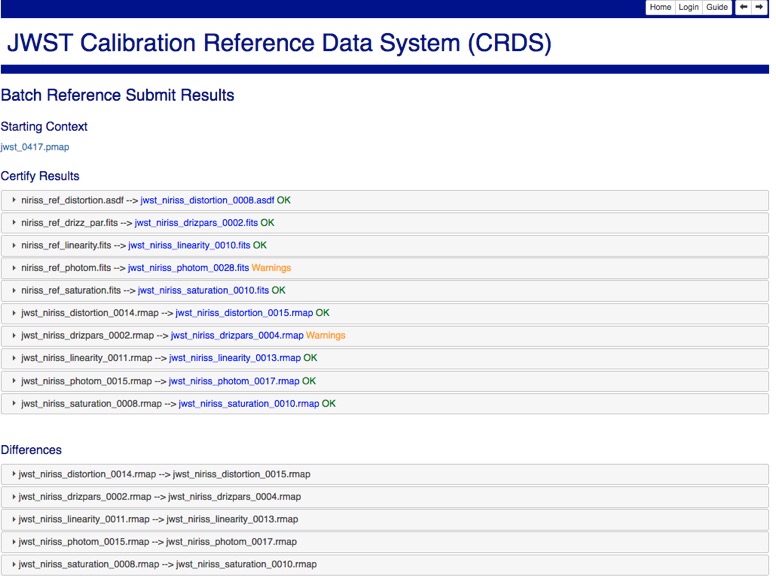 Home Login Guide
JWST Calibration Reference Data System (CRDS)
Batch Reference Submit Results
Starting Context
jwst_0417.pmap
Certify Results
niriss_ref_distortion.asdf --> jwst_niriss_distortion_0008.asdf OK
niriss_ref_drizz_par.fits --> jwst_niriss_drizpars_0002.fits OK
niriss_ref_linearity.fits --> jwst_niriss_linearity_0010.fits OK
niriss_ref_photom.fits --> jwst_niriss_photom_0028.fits Warnings
niriss_ref_saturation.fits --> jwst_niriss_saturation_0010.fits OK
jwst_niriss_distortion_0014.rmap --> jwst_niriss_distortion_0015.rmap OK
jwst_niriss_drizpars_0002.rmap --> jwst_niriss_drizpars_0004.rmap Warnings
jwst_niriss_linearity_0011.rmap --> jwst_niriss_linearity_0013.rmap OK
jwst_niriss_photom_0015.rmap --> jwst_niriss_photom_0017.rmap OK
jwst_niriss_saturation_0008.rmap --> jwst_niriss_saturation_0010.rmap OK
Differences
jwst_niriss_distortion_0014.rmap --> jwst_niriss_distortion_0015.rmap
jwst_niriss_drizpars_0002.rmap --> jwst_niriss_drizpars_0004.rmap
jwst_niriss_linearity_0011.rmap --> jwst_niriss_linearity_0013.rmap
jwst_niriss_photom_0015.rmap --> jwst_niriss_photom_0017.rmap
jwst_niriss_saturation_0008.rmap --> jwst_niriss_saturation_0010.rmap